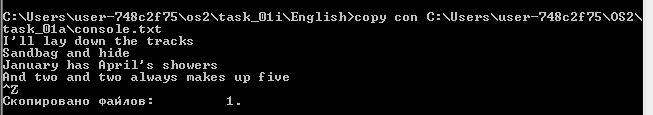 C:\Users\user-748c2f75\os2\task_01i\English>copy con C:\Users\user-748c2f75\OS2\
task_01a\console.txt
I'll lay down the tracks
Sandbag and hide
January has April's showers
And two and two always makes up five
^Z
Скопировано файлов:         1.